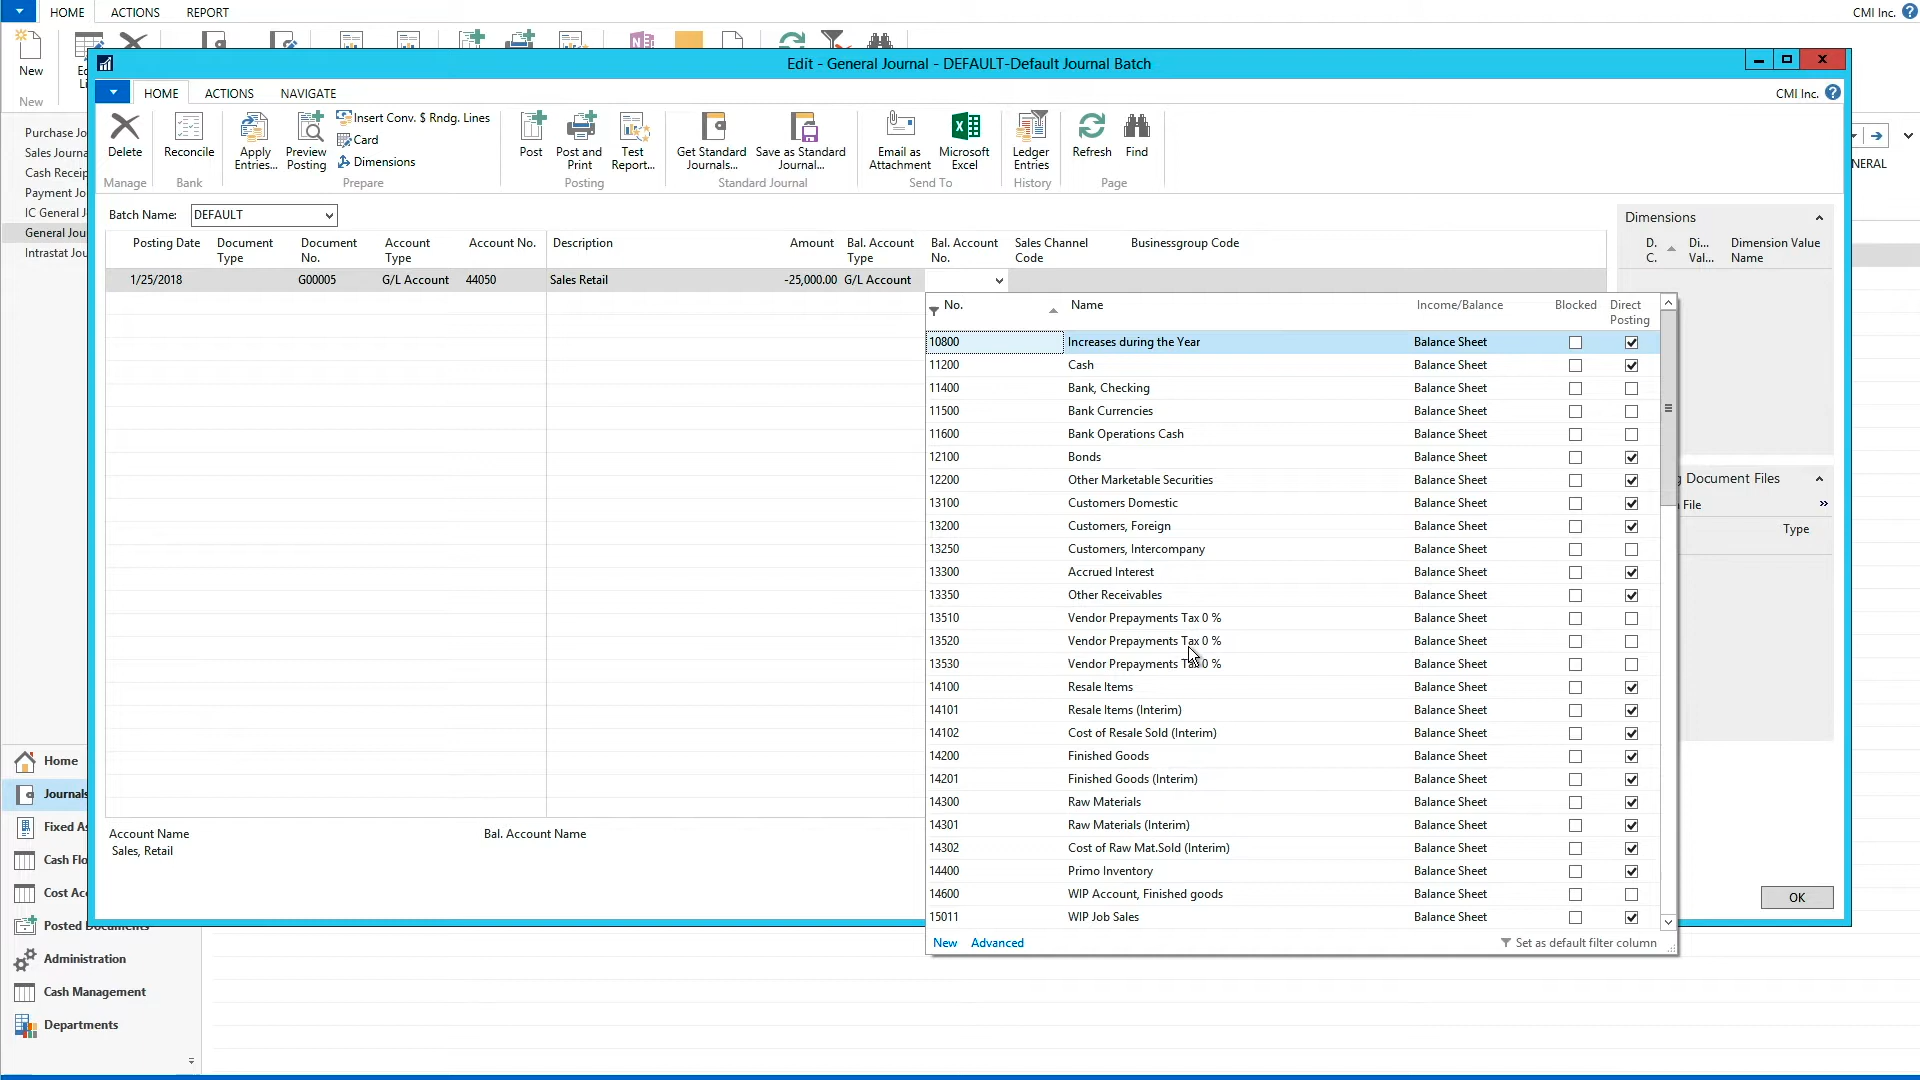 HOME ACTIONS REPORT CMI Inc.
New
New
Purchase Jo
Sales Journa
Cash Receip
Payment Jo
IC General J
General Jou
Intrastat Jou
NERAL
Edit - General Journal - DEFAULT-Default Journal Batch
HOME ACTIONS NAVIGATE CMI Inc.
Delete
Manage
Reconcile
Bank
Apply Entries...
Preview Posting
Insert Conv. $ Rndg. Lines
Card
Dimensions
Prepare
Post
Post and Print
Test Report...
Posting
Get Standard Journals...
Save as Standard Journal...
Standard Journal
Email as Attachment
Microsoft Excel
Send To
Ledger Entries
History
Refresh
Find
Page
Batch Name: DEFAULT
Posting Date Document Type Document No. Account Type Account No. Description Amount Bal. Account Type Bal. Account No. Sales Channel Code Businessgroup Code
1/25/2018 G00005 G/L Account 44050 Sales Retail -25,000.00 G/L Account
No. Name Income/Balance Blocked Direct Posting
10800 Increases during the Year Balance Sheet
11200 Cash Balance Sheet
11400 Bank, Checking Balance Sheet
11500 Bank Currencies Balance Sheet
11600 Bank Operations Cash Balance Sheet
12100 Bonds Balance Sheet
12200 Other Marketable Securities Balance Sheet
13100 Customers Domestic Balance Sheet
13200 Customers, Foreign Balance Sheet
13250 Customers, Intercompany Balance Sheet
13300 Accrued Interest Balance Sheet
13350 Other Receivables Balance Sheet
13510 Vendor Prepayments Tax 0 % Balance Sheet
13520 Vendor Prepayments Tax 0 % Balance Sheet
13530 Vendor Prepayments Tax 0 % Balance Sheet
14100 Resale Items Balance Sheet
14101 Resale Items (Interim) Balance Sheet
14102 Cost of Resale Sold (Interim) Balance Sheet
14200 Finished Goods Balance Sheet
14201 Finished Goods (Interim) Balance Sheet
14300 Raw Materials Balance Sheet
14301 Raw Materials (Interim) Balance Sheet
14302 Cost of Raw Mat.Sold (Interim) Balance Sheet
14400 Primo Inventory Balance Sheet
14600 WIP Account, Finished goods Balance Sheet
15011 WIP Job Sales Balance Sheet
New Advanced Set as default filter column
Dimensions
D. C. Di... Val... Dimension Value Name
g Document Files
File
Type
Account Name Bal. Account Name
Sales, Retail
OK
Home
Journals
Fixed As
Cash Flo
Cost Acc
Posted Documents
Administration
Cash Management
Departments